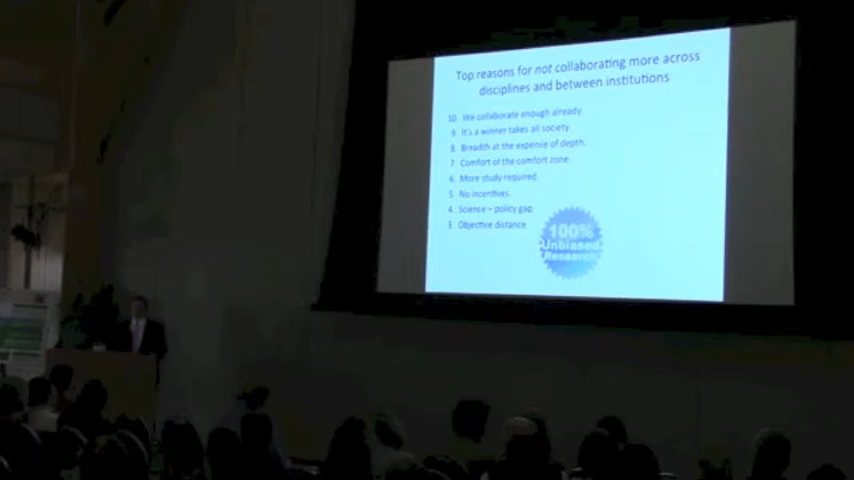 Top reasons for not collaborating more across
disciplines and between institutions
10. We collaborate enough already.
9. It's a winner takes all society.
8. Breadth at the expense of depth.
7. Comfort of the comfort zone
6. More study required.
5. No incentives.
4. Science – policy gap.
3. Objective distance
100%
Unbiased
Research